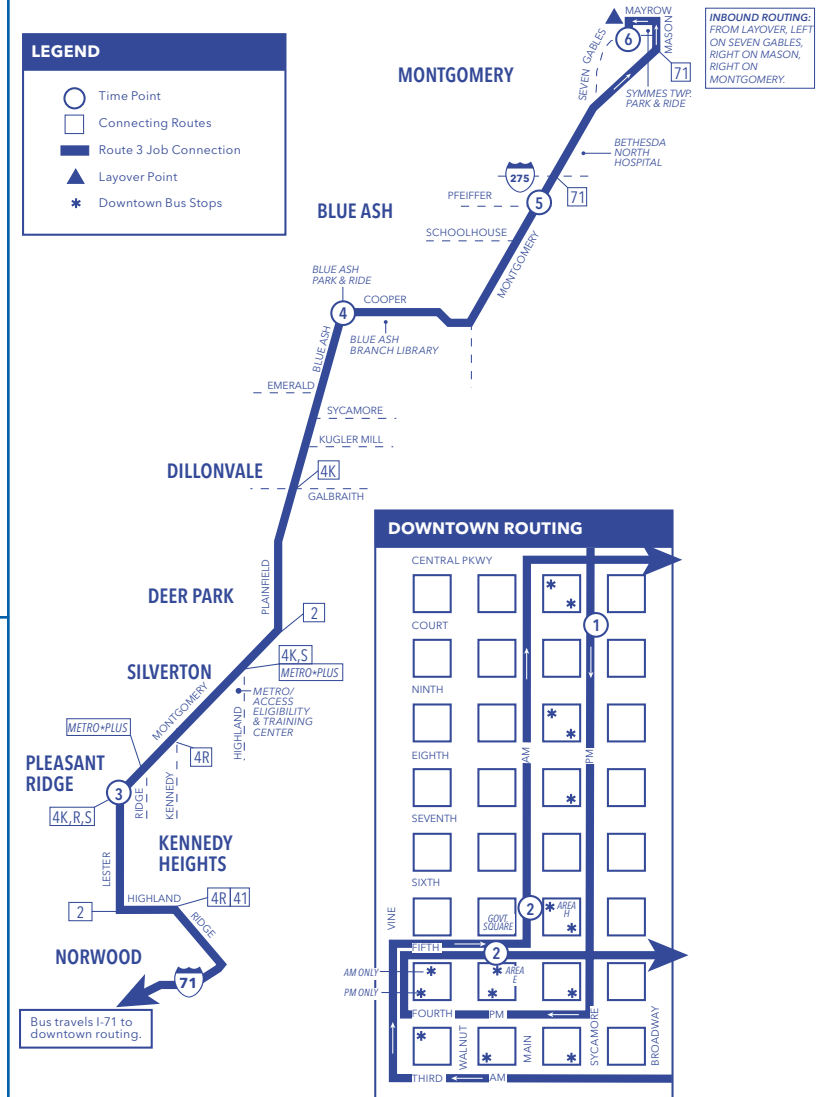 LEGEND
Time Point
Connecting Routes
Route 3 Job Connection
Layover Point
Downtown Bus Stops
MAYROW
MASON
SEVEN GABLES
6
71
SYMMES TWP.
PARK & RIDE
INBOUND ROUTING:
FROM LAYOVER, LEFT
ON SEVEN GABLES,
RIGHT ON MASON,
RIGHT ON
MONTGOMERY.
MONTGOMERY
BETHESDA
NORTH
HOSPITAL
275
PFEIFFER
5
71
BLUE ASH
SCHOOLHOUSE
MONTGOMERY
BLUE ASH
PARK & RIDE
COOPER
4
BLUE ASH
BRANCH LIBRARY
BLUE ASH
EMERALD
SYCAMORE
KUGLER MILL
DILLONVALE
4K
GALBRAITH
PLAINFIELD
DEER PARK
2
SILVERTON
4K,S
METRO*PLUS
METRO/
ACCESS
ELIGIBILITY
& TRAINING
CENTER
HIGHLAND
MONTGOMERY
METRO*PLUS
4R
PLEASANT
RIDGE
3
RIDGE
KENNEDY
4K,R,S
KENNEDY
HEIGHTS
LESTER
HIGHLAND
4R
41
2
RIDGE
NORWOOD
71
Bus travels I-71 to
downtown routing.
DOWNTOWN ROUTING
CENTRAL PKWY
COURT
1
NINTH
EIGHTH
AM
PM
SEVENTH
SIXTH
VINE
GOVT.
SQUARE
2
AREA
H
FIFTH
2
AM ONLY
AREA
E
PM ONLY
FOURTH
PM
WALNUT
MAIN
SYCAMORE
BROADWAY
THIRD
AM